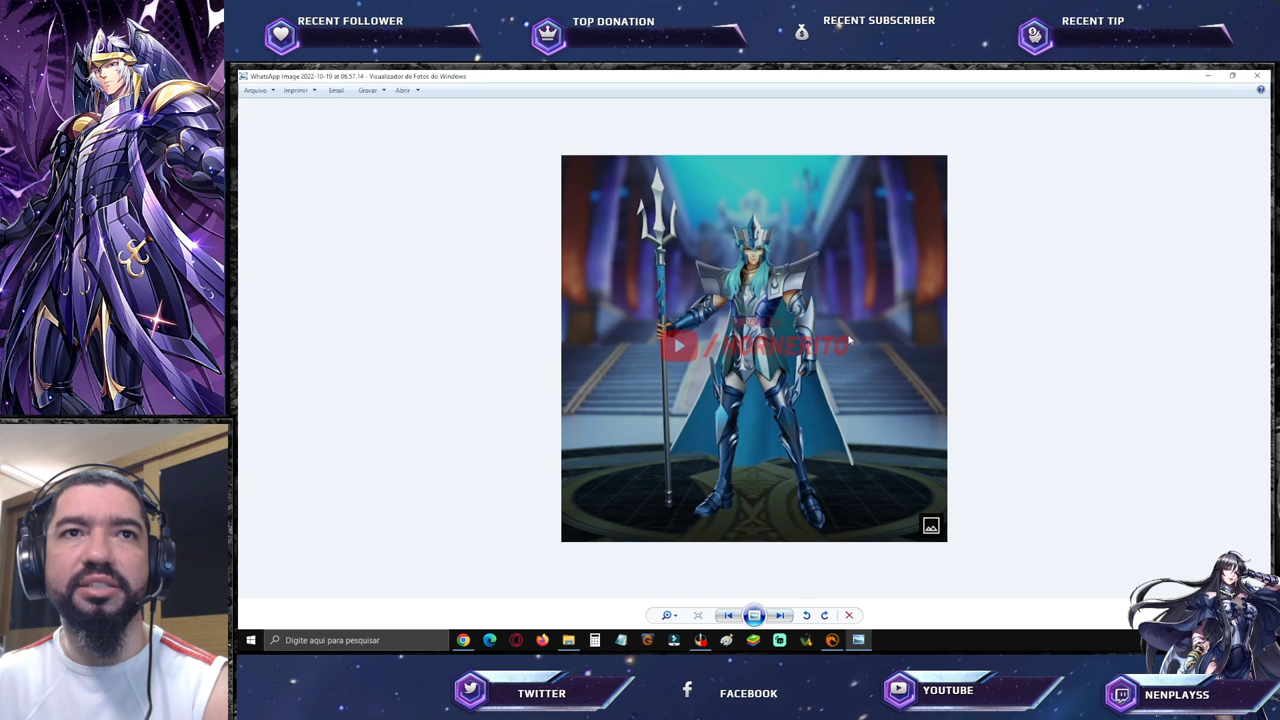 RECENT FOLLOWER
TOP DONATION
RECENT SUBSCRIBER
RECENT TIP
WhatsApp Image 2022-10-19 at 06.57.14 - Visualizador de Fotos do Windows
Arquivo Imprimir Email Gravar Abrir
/ HORNERITO
Digite aqui para pesquisar
TWITTER
FACEBOOK
YOUTUBE
NENPLAYSS